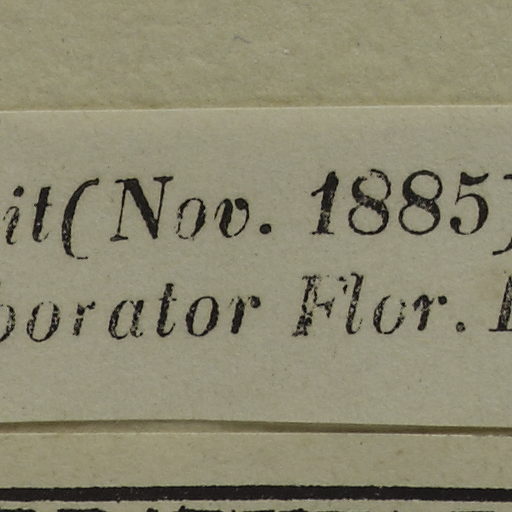 it (Nov. 1885)
borator Flor.